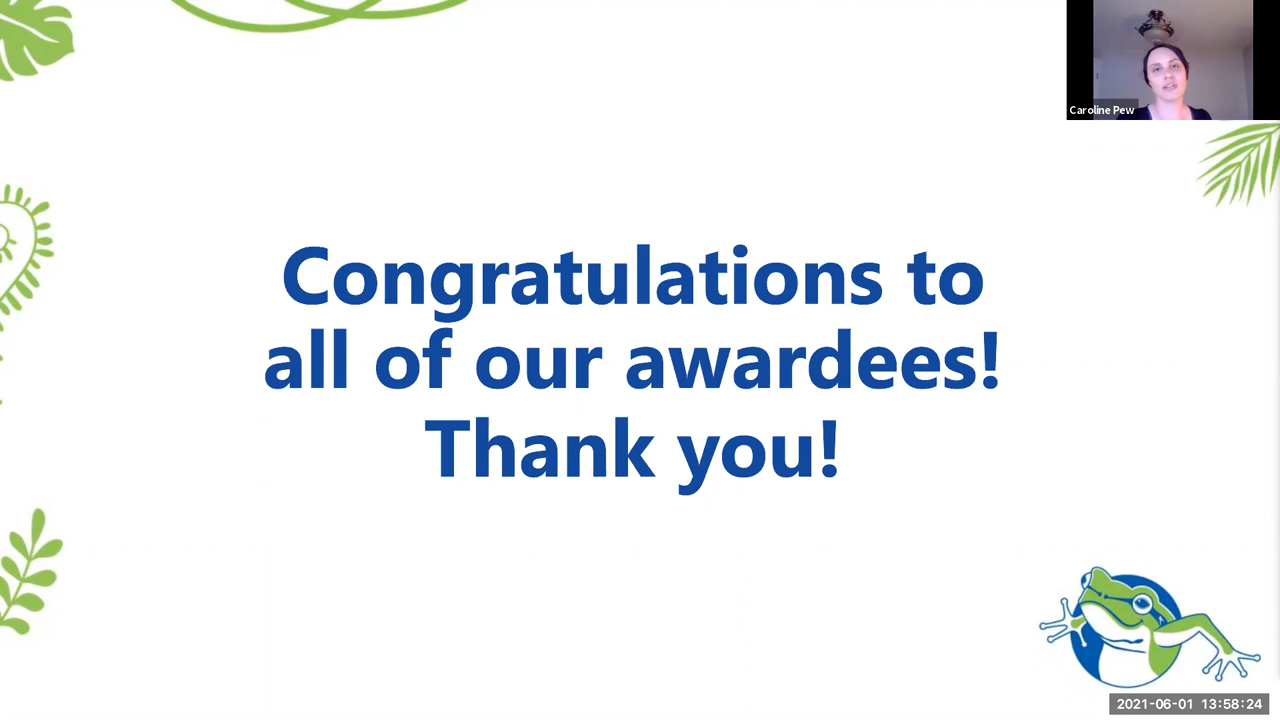 Caroline Pew
Congratulations to
all of our awardees!
Thank you!
2021-06-01 13:58:24